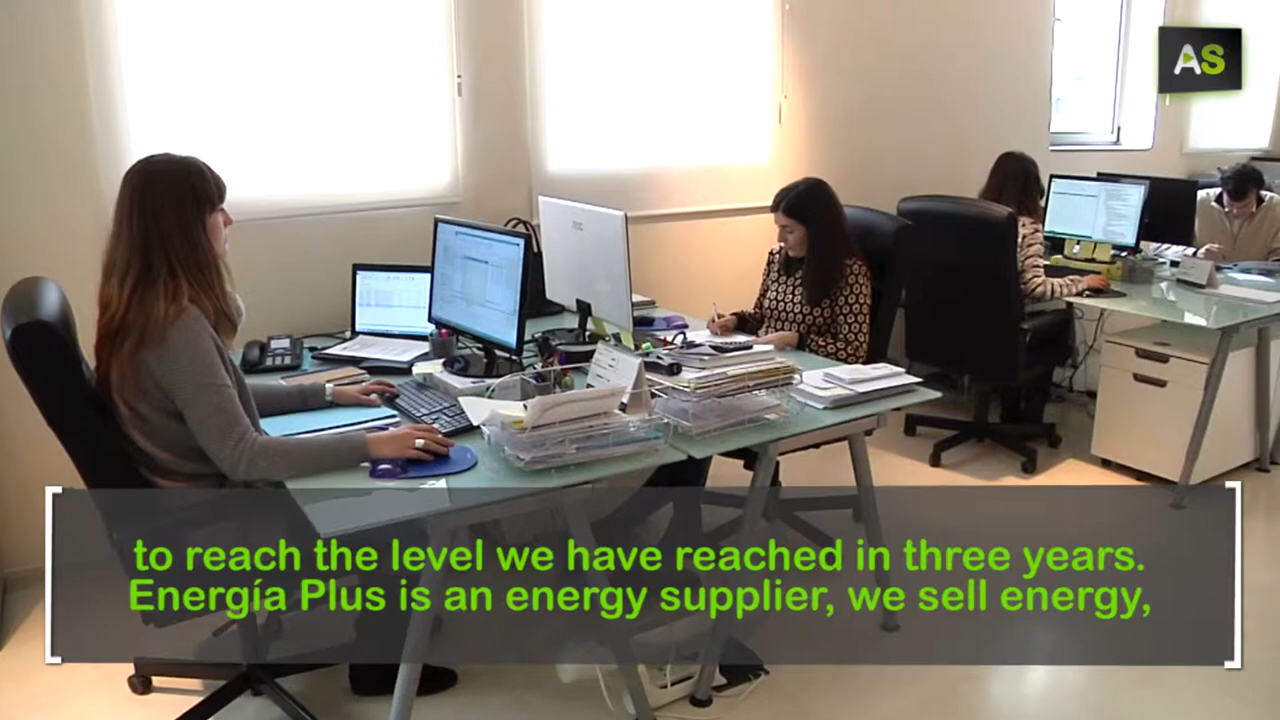 AS
to reach the level we have reached in three years.
Energía Plus is an energy supplier, we sell energy,